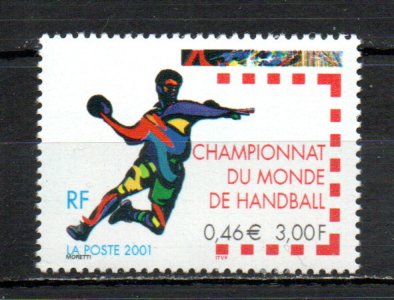 CHAMPIONNAT
DU MONDE
DE HANDBALL
RF
0,46€ 3,00F
LA POSTE 2001
MORETTI
ITVF